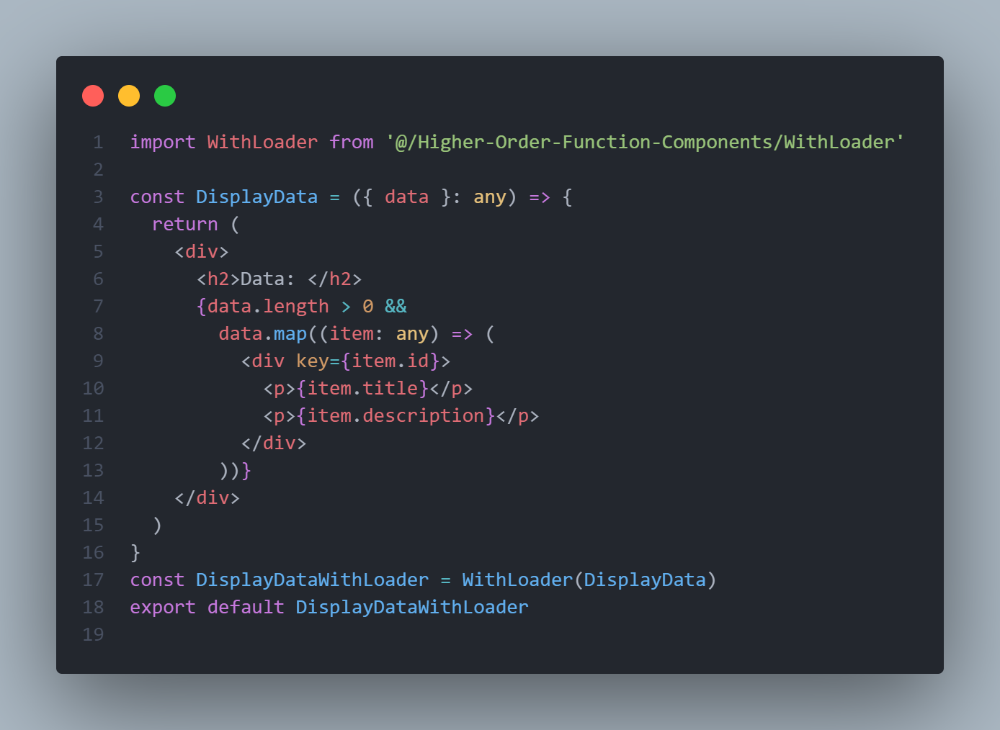 1 import WithLoader from '@/Higher-Order-Function-Components/WithLoader'
2
3 const DisplayData = ({ data }: any) => {
4   return (
5     <div>
6       <h2>Data: </h2>
7       {data.length > 0 &&
8         data.map((item: any) => (
9           <div key={item.id}>
10             <p>{item.title}</p>
11             <p>{item.description}</p>
12           </div>
13         ))}
14     </div>
15   )
16 }
17 const DisplayDataWithLoader = WithLoader(DisplayData)
18 export default DisplayDataWithLoader
19